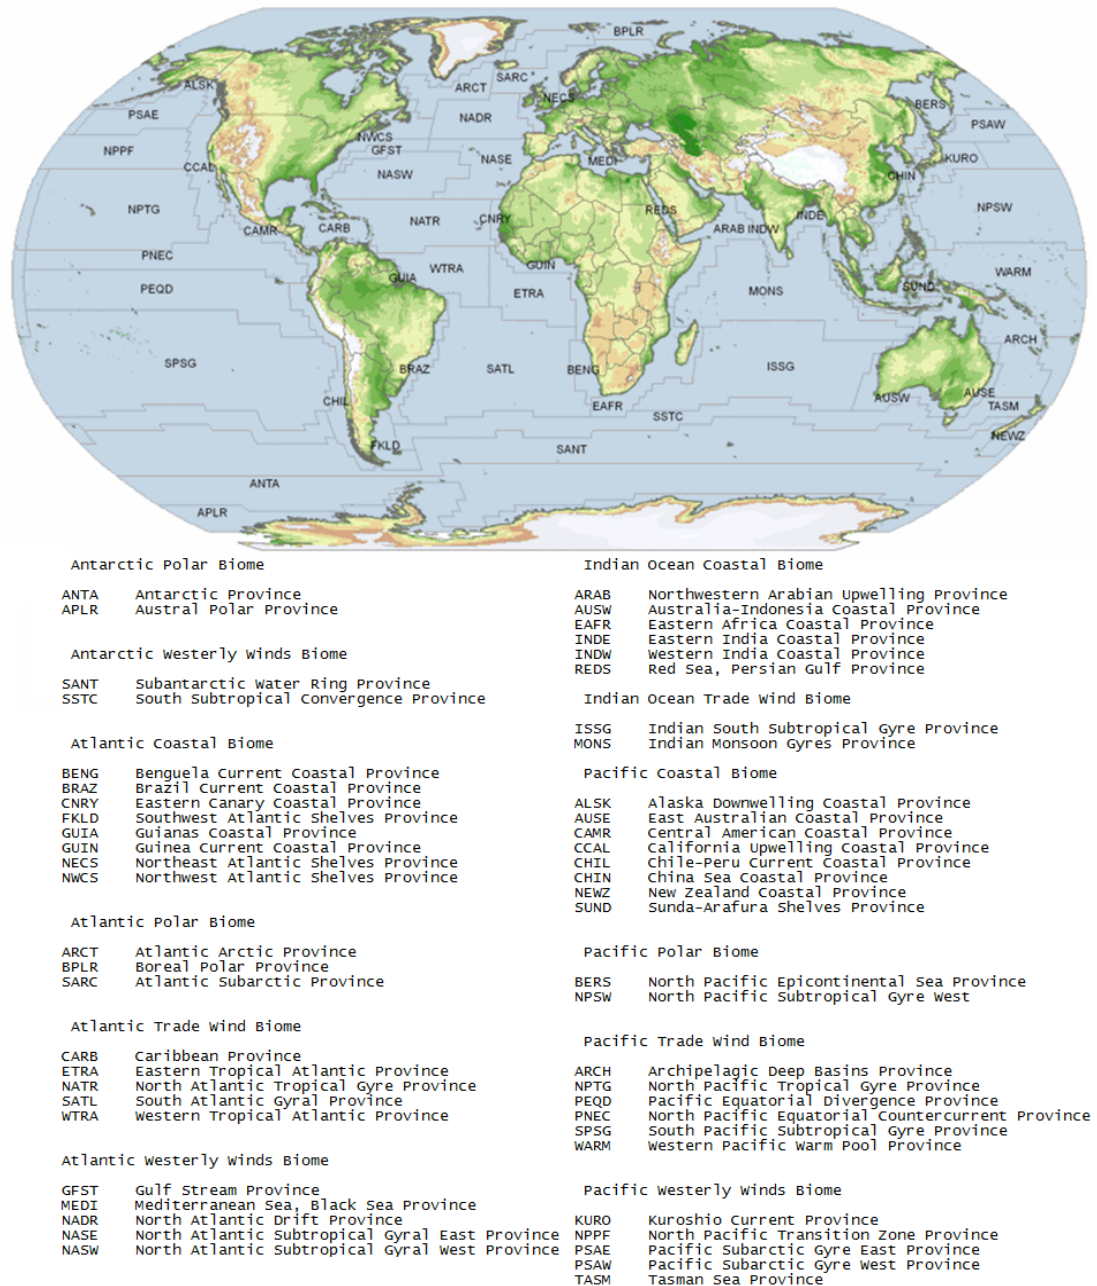 BPLR
ALSK
ARCT
SARC
NECS
BERS
PSAE
NADR
PSAW
NPPF
NWCS
GFST
NASE
MEDI
KURO
CCAL
NASW
CHIN
NPTG
CAMR
CARB
NATR
CNRY
REDS
ARAB
INDW
INDE
NPSW
PNEC
GUIA
WTRA
GUIN
WARM
PEQD
ETRA
MONS
SUND
SPSG
BRAZ
SATL
BENG
ISSG
ARCH
CHIL
EAFR
SSTC
AUSW
AUSE
TASM
FKLD
SANT
NEWZ
ANTA
APLR
Antarctic Polar Biome
ANTA Antarctic Province
APLR Austral Polar Province
Antarctic Westerly Winds Biome
SANT Subantarctic Water Ring Province
SSTC South Subtropical Convergence Province
Atlantic Coastal Biome
BENG Benguela Current Coastal Province
BRAZ Brazil Current Coastal Province
CNRY Eastern Canary Coastal Province
FKLD Southwest Atlantic Shelves Province
GUIA Guianas Coastal Province
GUIN Guinea Current Coastal Province
NECS Northeast Atlantic Shelves Province
NWCS Northwest Atlantic Shelves Province
Atlantic Polar Biome
ARCT Atlantic Arctic Province
BPLR Boreal Polar Province
SARC Atlantic Subarctic Province
Atlantic Trade Wind Biome
CARB Caribbean Province
ETRA Eastern Tropical Atlantic Province
NATR North Atlantic Tropical Gyre Province
SATL South Atlantic Gyral Province
WTRA Western Tropical Atlantic Province
Atlantic Westerly Winds Biome
GFST Gulf Stream Province
MEDI Mediterranean Sea, Black Sea Province
NADR North Atlantic Drift Province
NASE North Atlantic Subtropical Gyral East Province
NASW North Atlantic Subtropical Gyral West Province
Indian Ocean Coastal Biome
ARAB Northwestern Arabian Upwelling Province
AUSW Australia-Indonesia Coastal Province
EAFR Eastern Africa Coastal Province
INDE Eastern India Coastal Province
INDW Western India Coastal Province
REDS Red Sea, Persian Gulf Province
Indian Ocean Trade Wind Biome
ISSG Indian South Subtropical Gyre Province
MONS Indian Monsoon Gyres Province
Pacific Coastal Biome
ALSK Alaska Downwelling Coastal Province
AUSE East Australian Coastal Province
CAMR Central American Coastal Province
CCAL California Upwelling Coastal Province
CHIL Chile-Peru Current Coastal Province
CHIN China Sea Coastal Province
NEWZ New Zealand Coastal Province
SUND Sunda-Arafura Shelves Province
Pacific Polar Biome
BERS North Pacific Epicontinental Sea Province
NPSW North Pacific Subtropical Gyre West
Pacific Trade Wind Biome
ARCH Archipelagic Deep Basins Province
NPTG North Pacific Tropical Gyre Province
PEQD Pacific Equatorial Divergence Province
PNEC North Pacific Equatorial Countercurrent Province
SPSG South Pacific Subtropical Gyre Province
WARM Western Pacific Warm Pool Province
Pacific Westerly Winds Biome
KURO Kuroshio Current Province
NPPF North Pacific Transition Zone Province
PSAE Pacific Subarctic Gyre East Province
PSAW Pacific Subarctic Gyre West Province
TASM Tasman Sea Province